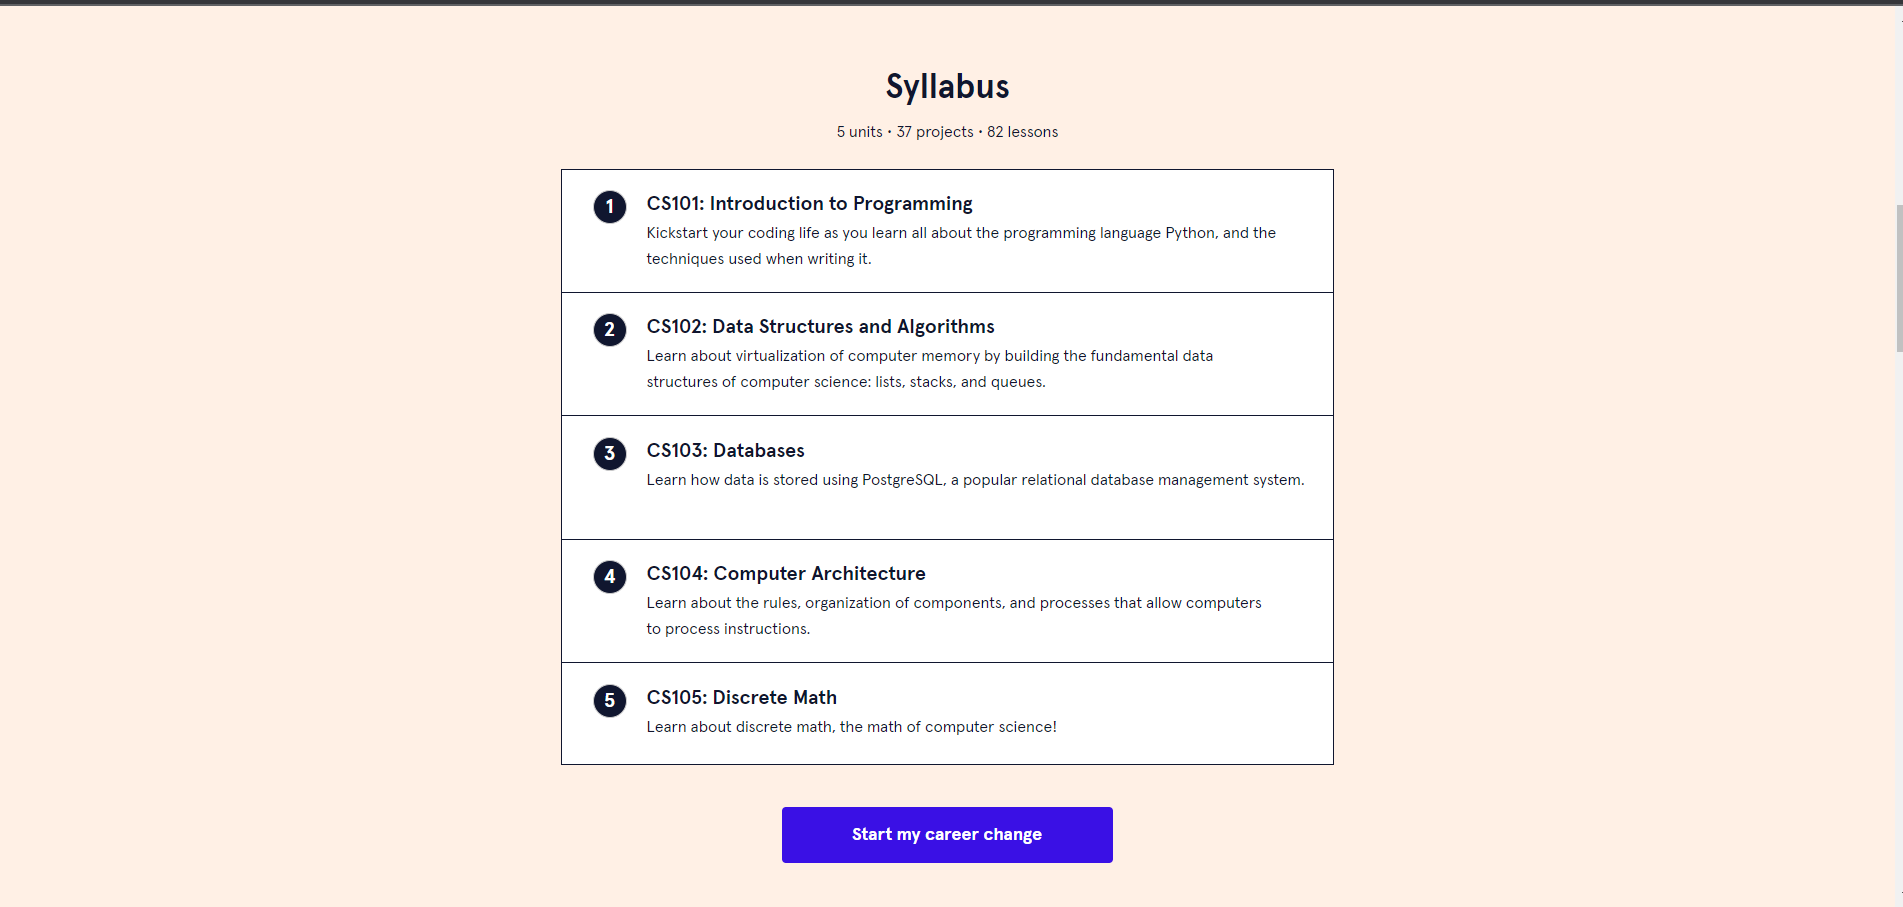 Syllabus
5 units • 37 projects • 82 lessons
1
CS101: Introduction to Programming
Kickstart your coding life as you learn all about the programming language Python, and the
techniques used when writing it.
2
CS102: Data Structures and Algorithms
Learn about virtualization of computer memory by building the fundamental data
structures of computer science: lists, stacks, and queues.
3
CS103: Databases
Learn how data is stored using PostgreSQL, a popular relational database management system.
4
CS104: Computer Architecture
Learn about the rules, organization of components, and processes that allow computers
to process instructions.
5
CS105: Discrete Math
Learn about discrete math, the math of computer science!
Start my career change